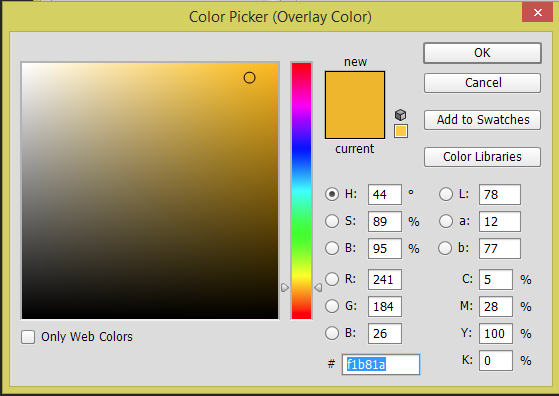 Color Picker (Overlay Color)
new
current
OK
Cancel
Add to Swatches
Color Libraries
H: 44 ° L: 78
S: 89 % a: 12
B: 95 % b: 77
R: 241 C: 5 %
G: 184 M: 28 %
B: 26 Y: 100 %
# f1b81a K: 0 %
Only Web Colors